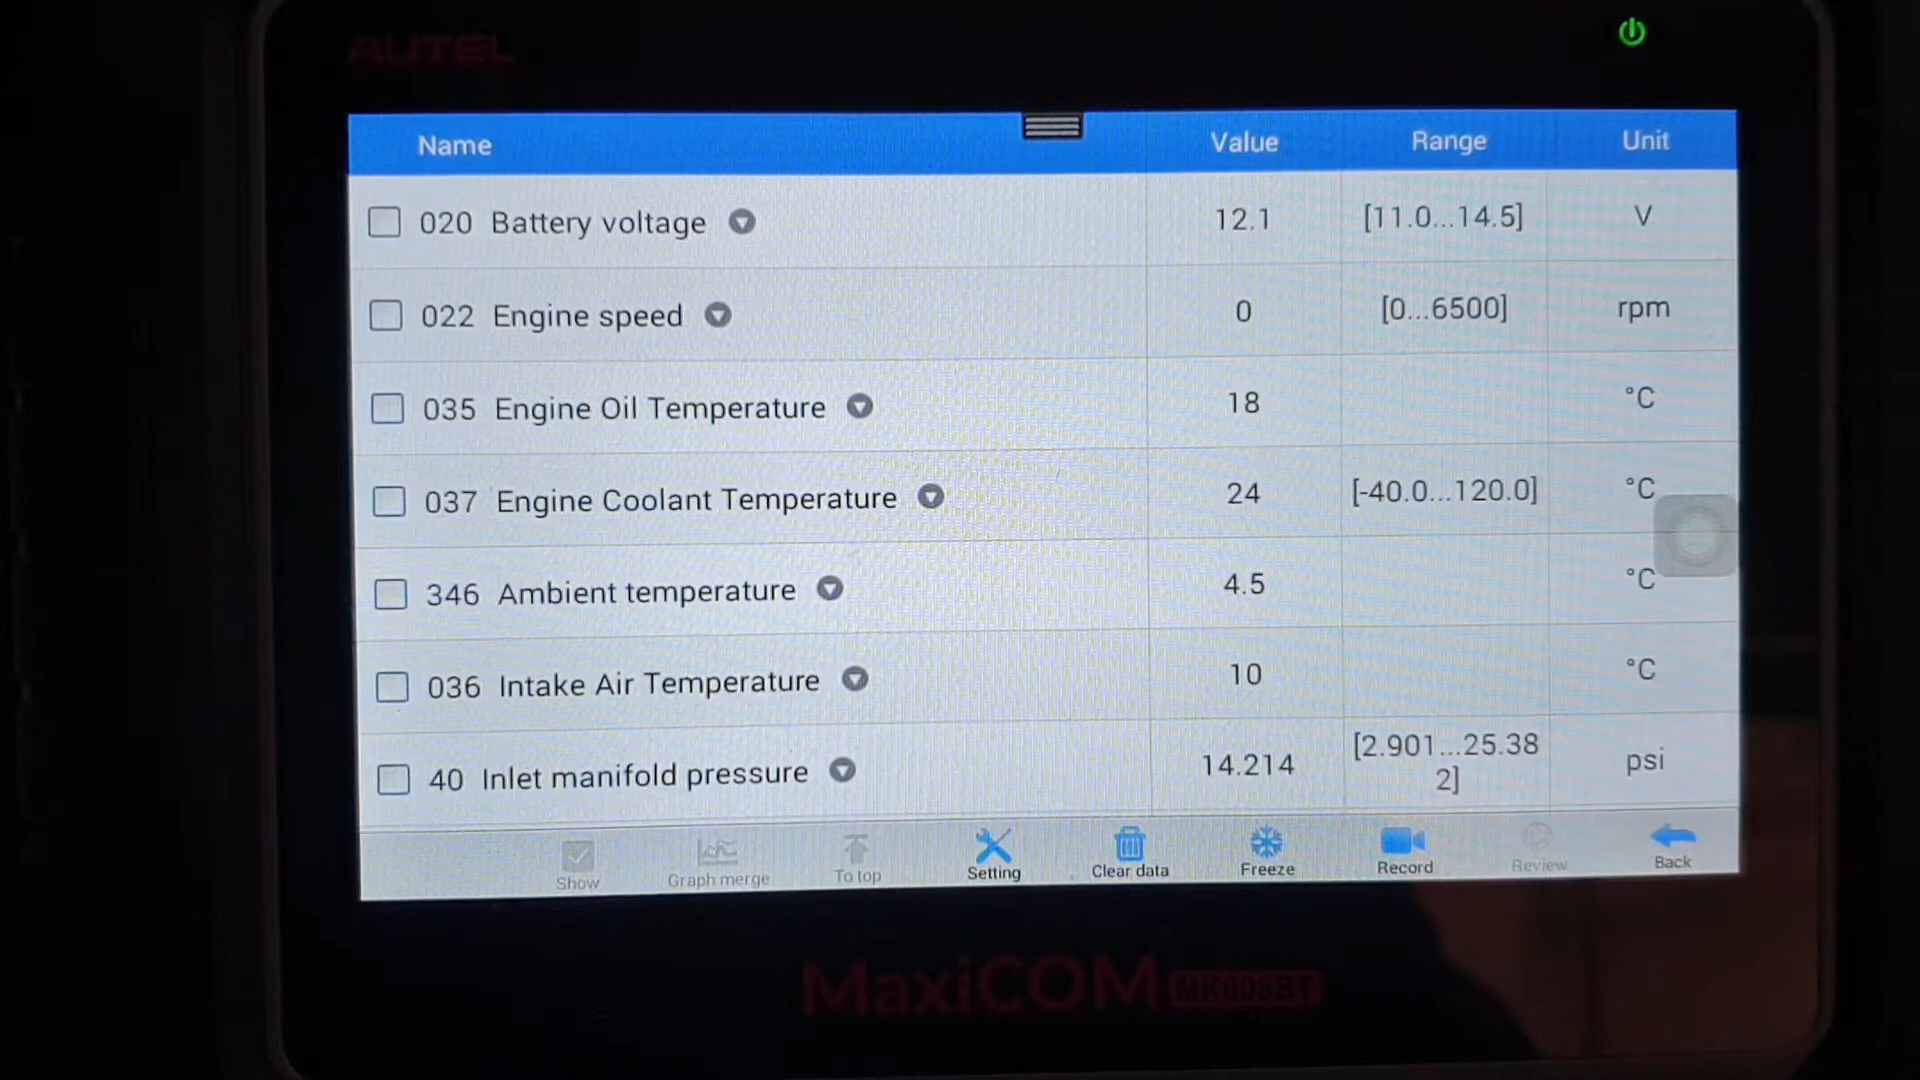 AUTEL
Name Value Range Unit
020 Battery voltage 12.1 [11.0...14.5] V
022 Engine speed 0 [0...6500] rpm
035 Engine Oil Temperature 18 °C
037 Engine Coolant Temperature 24 [-40.0...120.0] °C
346 Ambient temperature 4.5 °C
036 Intake Air Temperature 10 °C
40 Inlet manifold pressure 14.214 [2.901...25.38 psi
2]
Show Graph merge To top Setting Clear data Freeze Record Review Back
MaxiCOM MK808BT